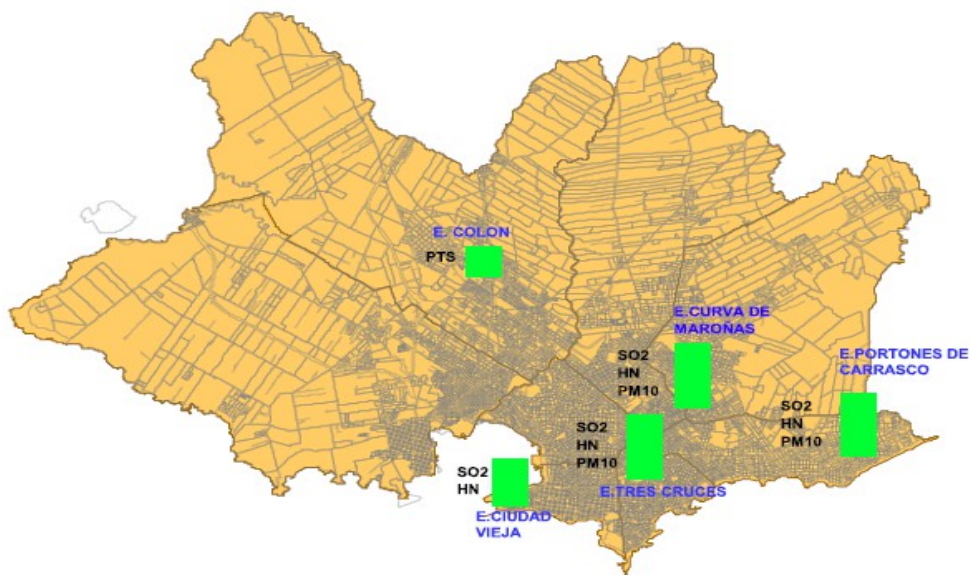 E. COLON
PTS
E.CURVA DE
MAROÑAS
SO2
HN
PM10
E.PORTONES DE
CARRASCO
SO2
HN
PM10
SO2
HN
PM10
E.TRES CRUCES
SO2
HN
E.CIUDAD
VIEJA